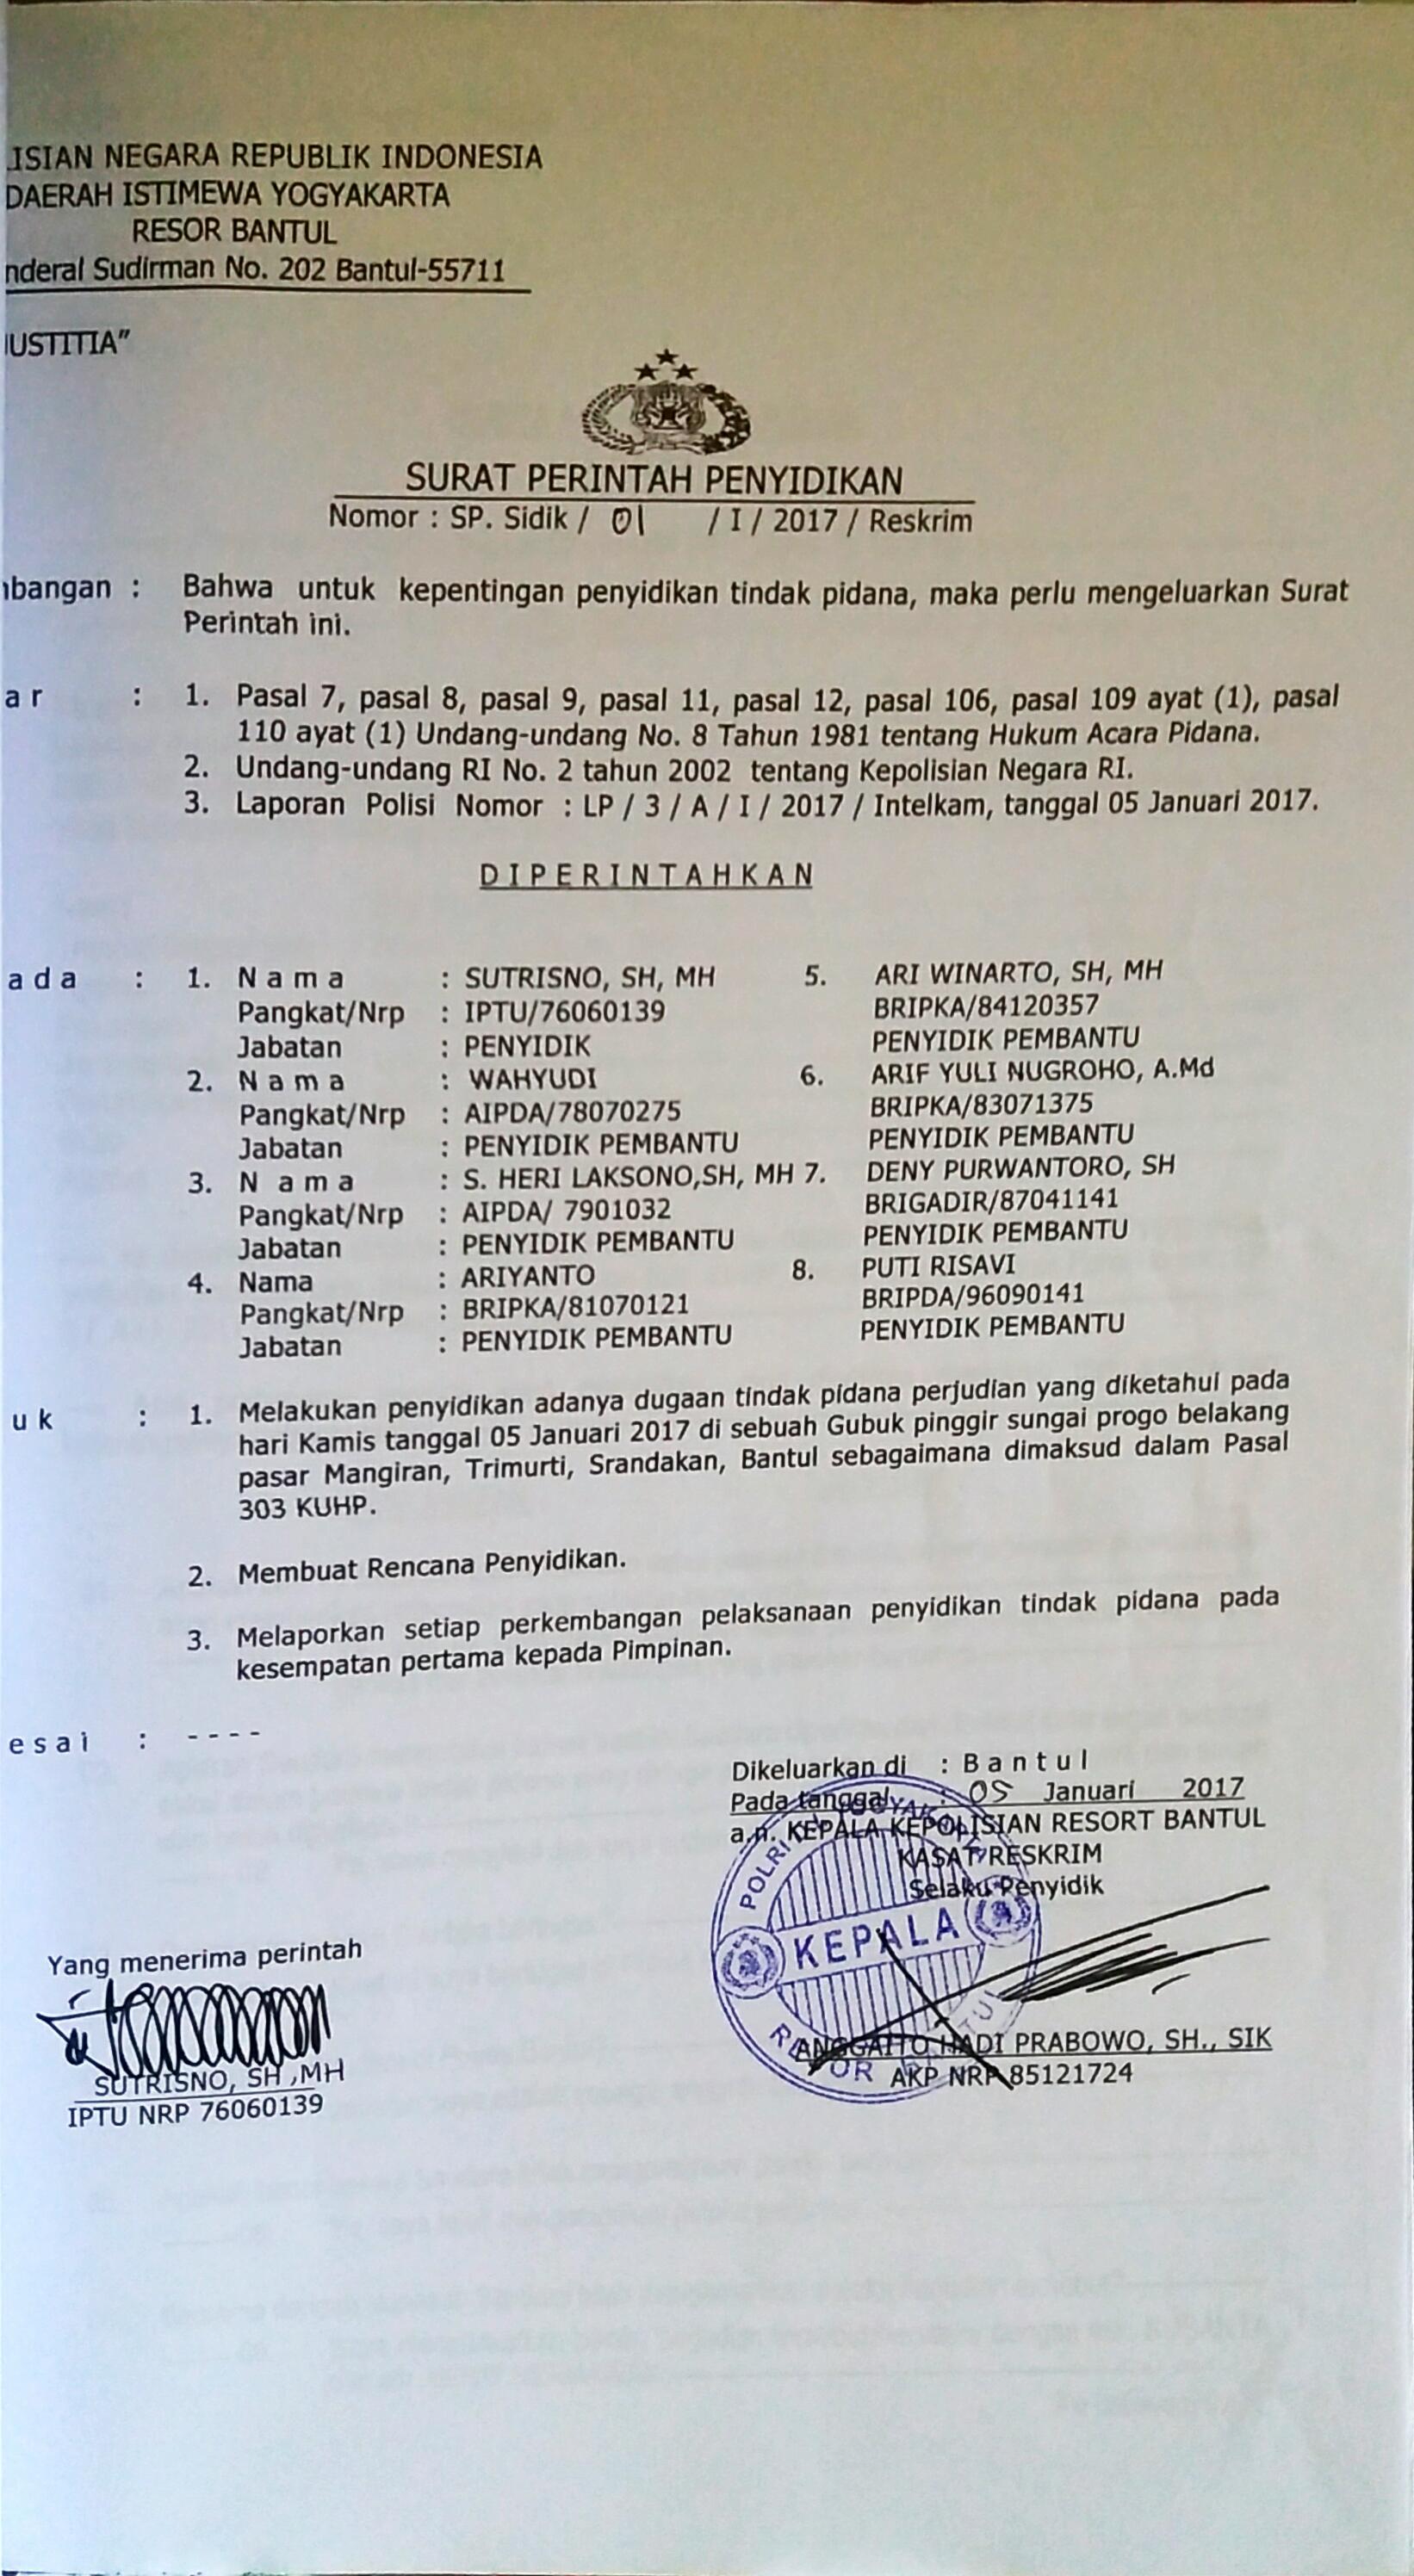 ISIAN NEGARA REPUBLIK INDONESIA
DAERAH ISTIMEWA YOGYAKARTA
RESOR BANTUL
nderal Sudirman No. 202 Bantul-55711
IUSTITIA”
SURAT PERINTAH PENYIDIKAN
Nomor : SP. Sidik / 01 / I / 2017 / Reskrim
nbangan : Bahwa untuk kepentingan penyidikan tindak pidana, maka perlu mengeluarkan Surat
Perintah ini.
a r : 1. Pasal 7, pasal 8, pasal 9, pasal 11, pasal 12, pasal 106, pasal 109 ayat (1), pasal
110 ayat (1) Undang-undang No. 8 Tahun 1981 tentang Hukum Acara Pidana.
2. Undang-undang RI No. 2 tahun 2002 tentang Kepolisian Negara RI.
3. Laporan Polisi Nomor : LP / 3 / A / I / 2017 / Intelkam, tanggal 05 Januari 2017.
D I P E R I N T A H K A N
a d a : 1. N a m a : SUTRISNO, SH, MH 5. ARI WINARTO, SH, MH
Pangkat/Nrp : IPTU/76060139 BRIPKA/84120357
Jabatan : PENYIDIK PENYIDIK PEMBANTU
2. N a m a : WAHYUDI 6. ARIF YULI NUGROHO, A.Md
Pangkat/Nrp : AIPDA/78070275 BRIPKA/83071375
Jabatan : PENYIDIK PEMBANTU PENYIDIK PEMBANTU
3. N a m a : S. HERI LAKSONO,SH, MH 7. DENY PURWANTORO, SH
Pangkat/Nrp : AIPDA/ 7901032 BRIGADIR/87041141
Jabatan : PENYIDIK PEMBANTU PENYIDIK PEMBANTU
4. Nama : ARIYANTO 8. PUTI RISAVI
Pangkat/Nrp : BRIPKA/81070121 BRIPDA/96090141
Jabatan : PENYIDIK PEMBANTU PENYIDIK PEMBANTU
u k : 1. Melakukan penyidikan adanya dugaan tindak pidana perjudian yang diketahui pada
hari Kamis tanggal 05 Januari 2017 di sebuah Gubuk pinggir sungai progo belakang
pasar Mangiran, Trimurti, Srandakan, Bantul sebagaimana dimaksud dalam Pasal
303 KUHP.
2. Membuat Rencana Penyidikan.
3. Melaporkan setiap perkembangan pelaksanaan penyidikan tindak pidana pada
kesempatan pertama kepada Pimpinan.
e s a i : - - - -
Dikeluarkan di : B a n t u l
Pada tanggal : 05 Januari 2017
a.n. KEPALA KEPOLISIAN RESORT BANTUL
KASAT RESKRIM
Selaku Penyidik
KEPALA
Yang menerima perintah
SUTRISNO, SH ,MH
IPTU NRP 76060139
ANGGAITO HADI PRABOWO, SH., SIK
AKP NRP 85121724